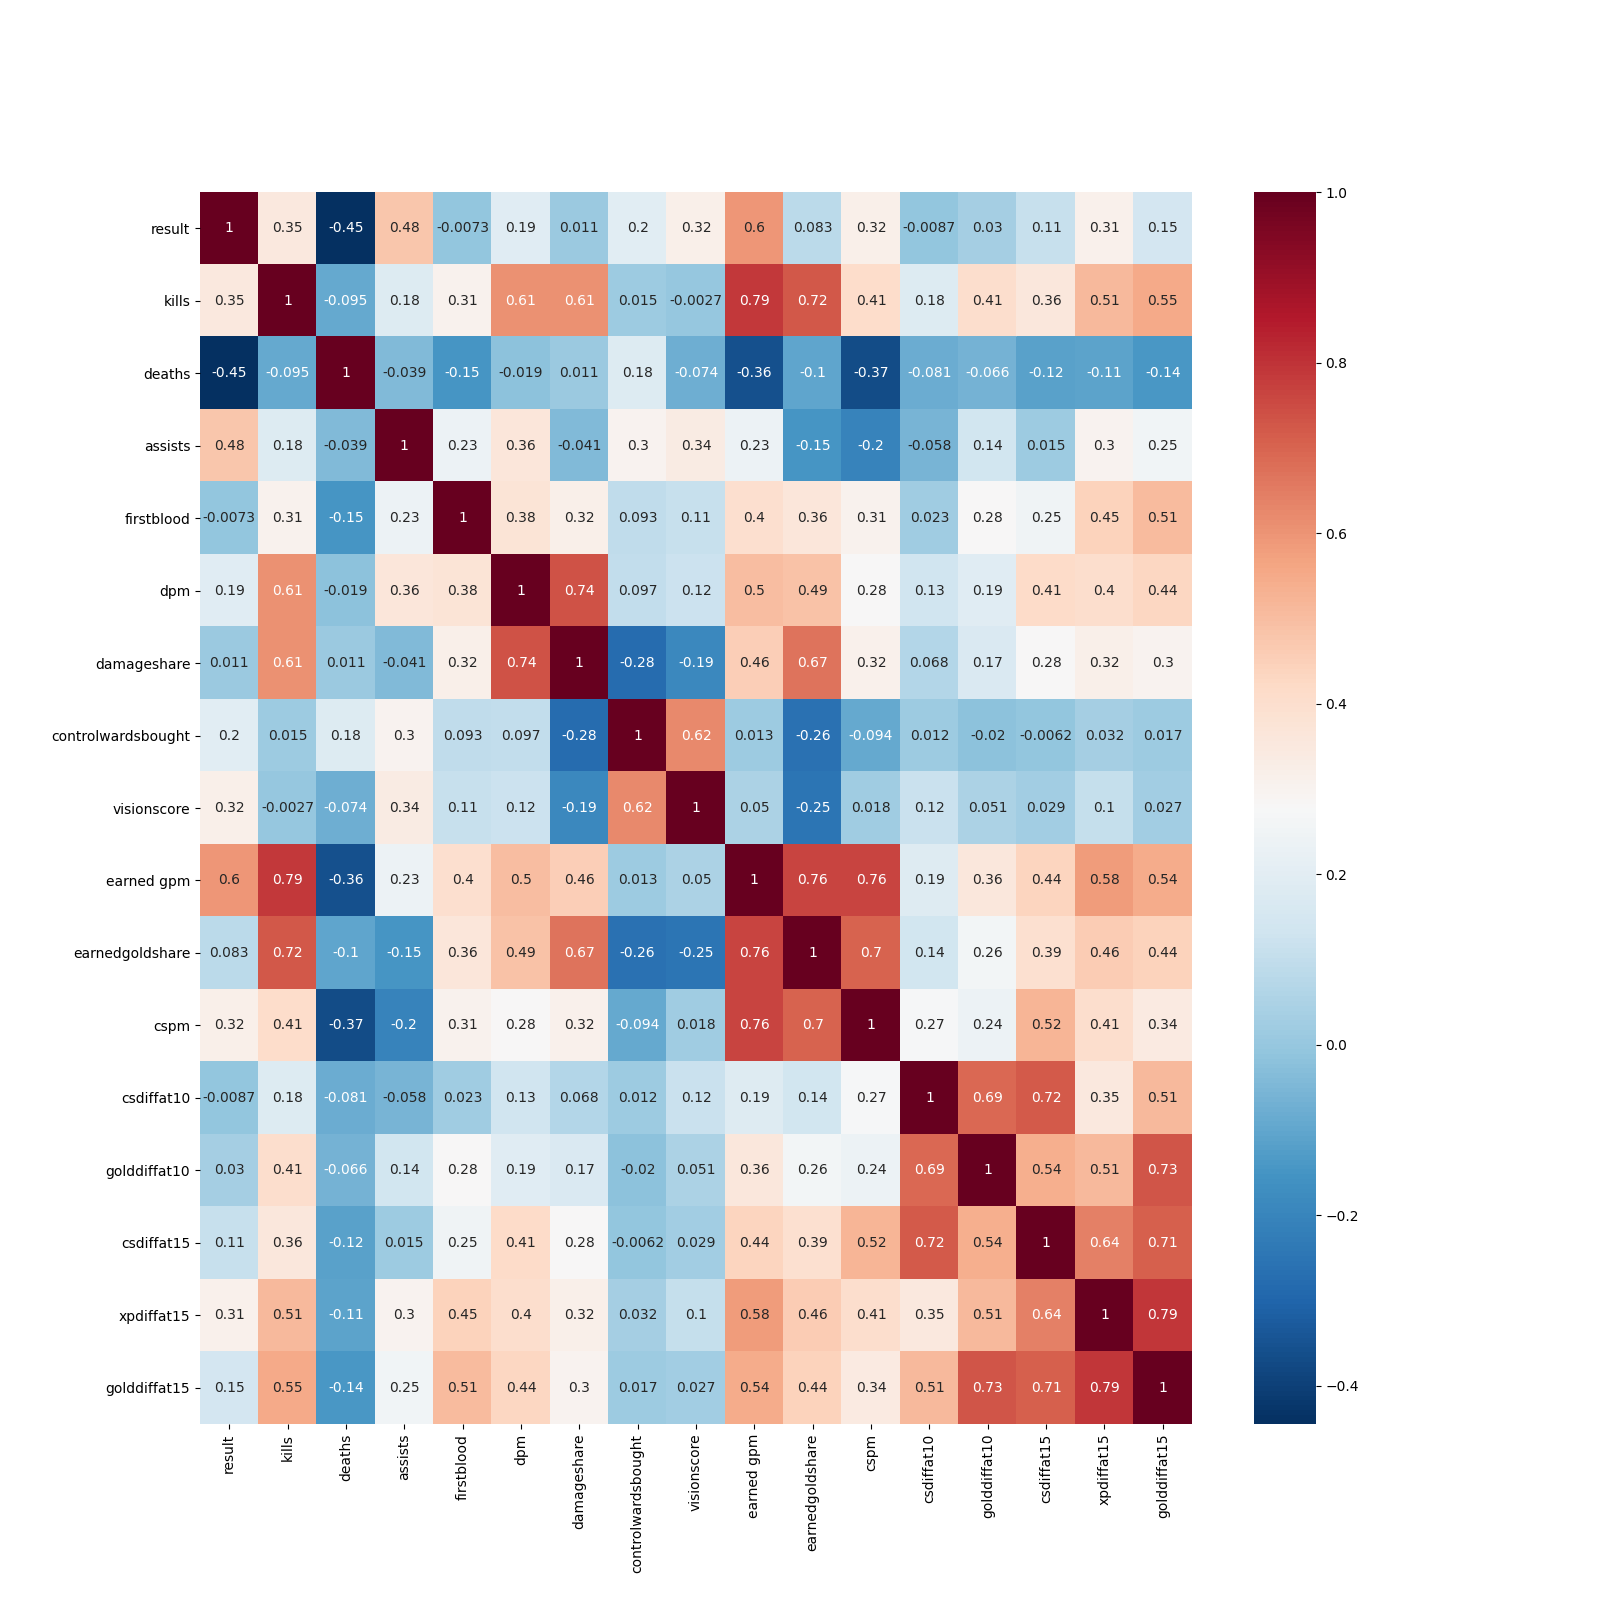 result 1 0.35 -0.45 0.48 -0.0073 0.19 0.011 0.2 0.32 0.6 0.083 0.32 -0.0087 0.03 0.11 0.31 0.15
kills 0.35 1 -0.095 0.18 0.31 0.61 0.61 0.015 -0.0027 0.79 0.72 0.41 0.18 0.41 0.36 0.51 0.55
deaths -0.45 -0.095 1 -0.039 -0.15 -0.019 0.011 0.18 -0.074 -0.36 -0.1 -0.37 -0.081 -0.066 -0.12 -0.11 -0.14
assists 0.48 0.18 -0.039 1 0.23 0.36 -0.041 0.3 0.34 0.23 -0.15 -0.2 -0.058 0.14 0.015 0.3 0.25
firstblood -0.0073 0.31 -0.15 0.23 1 0.38 0.32 0.093 0.11 0.4 0.36 0.31 0.023 0.28 0.25 0.45 0.51
dpm 0.19 0.61 -0.019 0.36 0.38 1 0.74 0.097 0.12 0.5 0.49 0.28 0.13 0.19 0.41 0.4 0.44
damageshare 0.011 0.61 0.011 -0.041 0.32 0.74 1 -0.28 -0.19 0.46 0.67 0.32 0.068 0.17 0.28 0.32 0.3
controlwardsbought 0.2 0.015 0.18 0.3 0.093 0.097 -0.28 1 0.62 0.013 -0.26 -0.094 0.012 -0.02 -0.0062 0.032 0.017
visionscore 0.32 -0.0027 -0.074 0.34 0.11 0.12 -0.19 0.62 1 0.05 -0.25 0.018 0.12 0.051 0.029 0.1 0.027
earned gpm 0.6 0.79 -0.36 0.23 0.4 0.5 0.46 0.013 0.05 1 0.76 0.76 0.19 0.36 0.44 0.58 0.54
earnedgoldshare 0.083 0.72 -0.1 -0.15 0.36 0.49 0.67 -0.26 -0.25 0.76 1 0.7 0.14 0.26 0.39 0.46 0.44
cspm 0.32 0.41 -0.37 -0.2 0.31 0.28 0.32 -0.094 0.018 0.76 0.7 1 0.27 0.24 0.52 0.41 0.34
csdiffat10 -0.0087 0.18 -0.081 -0.058 0.023 0.13 0.068 0.012 0.12 0.19 0.14 0.27 1 0.69 0.72 0.35 0.51
golddiffat10 0.03 0.41 -0.066 0.14 0.28 0.19 0.17 -0.02 0.051 0.36 0.26 0.24 0.69 1 0.54 0.51 0.73
csdiffat15 0.11 0.36 -0.12 0.015 0.25 0.41 0.28 -0.0062 0.029 0.44 0.39 0.52 0.72 0.54 1 0.64 0.71
xpdiffat15 0.31 0.51 -0.11 0.3 0.45 0.4 0.32 0.032 0.1 0.58 0.46 0.41 0.35 0.51 0.64 1 0.79
golddiffat15 0.15 0.55 -0.14 0.25 0.51 0.44 0.3 0.017 0.027 0.54 0.44 0.34 0.51 0.73 0.71 0.79 1
result
kills
deaths
assists
firstblood
dpm
damageshare
controlwardsbought
visionscore
earned gpm
earnedgoldshare
cspm
csdiffat10
golddiffat10
csdiffat15
xpdiffat15
golddiffat15
1.0
0.8
0.6
0.4
0.2
0.0
−0.2
−0.4